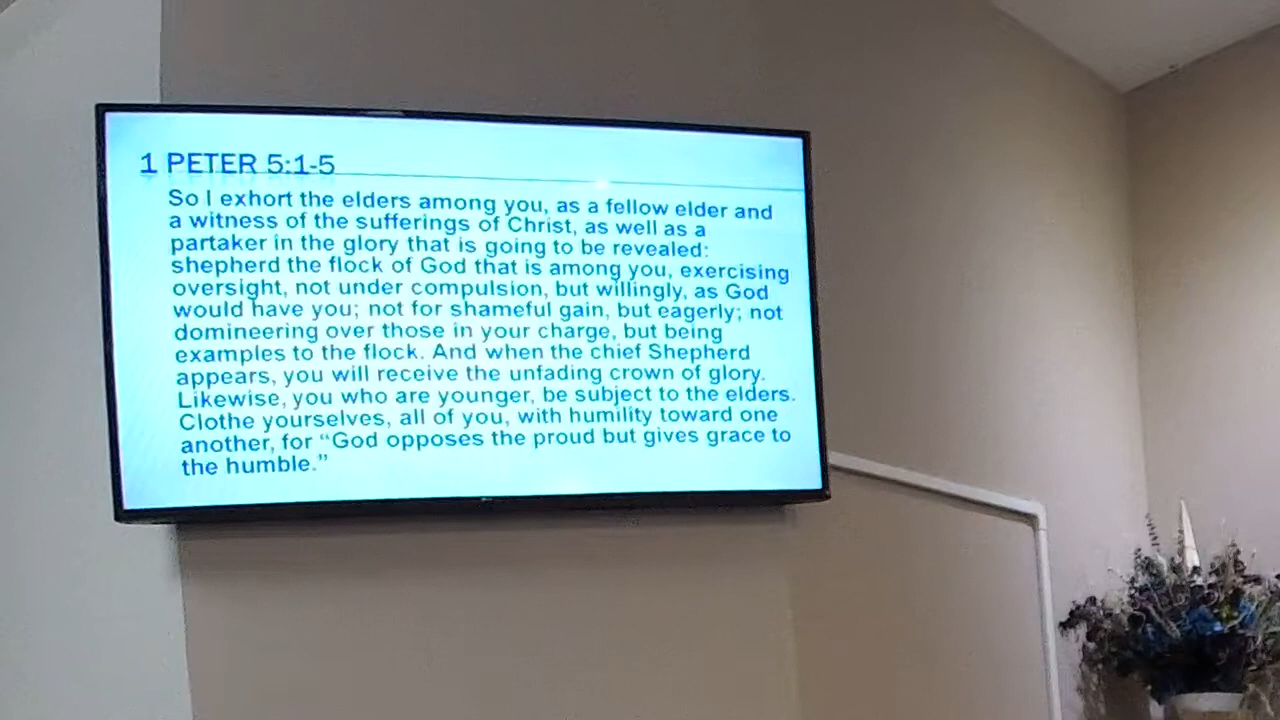 1 PETER 5:1-5
So I exhort the elders among you, as a fellow elder and
a witness of the sufferings of Christ, as well as a
partaker in the glory that is going to be revealed:
shepherd the flock of God that is among you, exercising
oversight, not under compulsion, but willingly, as God
would have you; not for shameful gain, but eagerly; not
domineering over those in your charge, but being
examples to the flock. And when the chief Shepherd
appears, you will receive the unfading crown of glory.
Likewise, you who are younger, be subject to the elders.
Clothe yourselves, all of you, with humility toward one
another, for “God opposes the proud but gives grace to
the humble.”